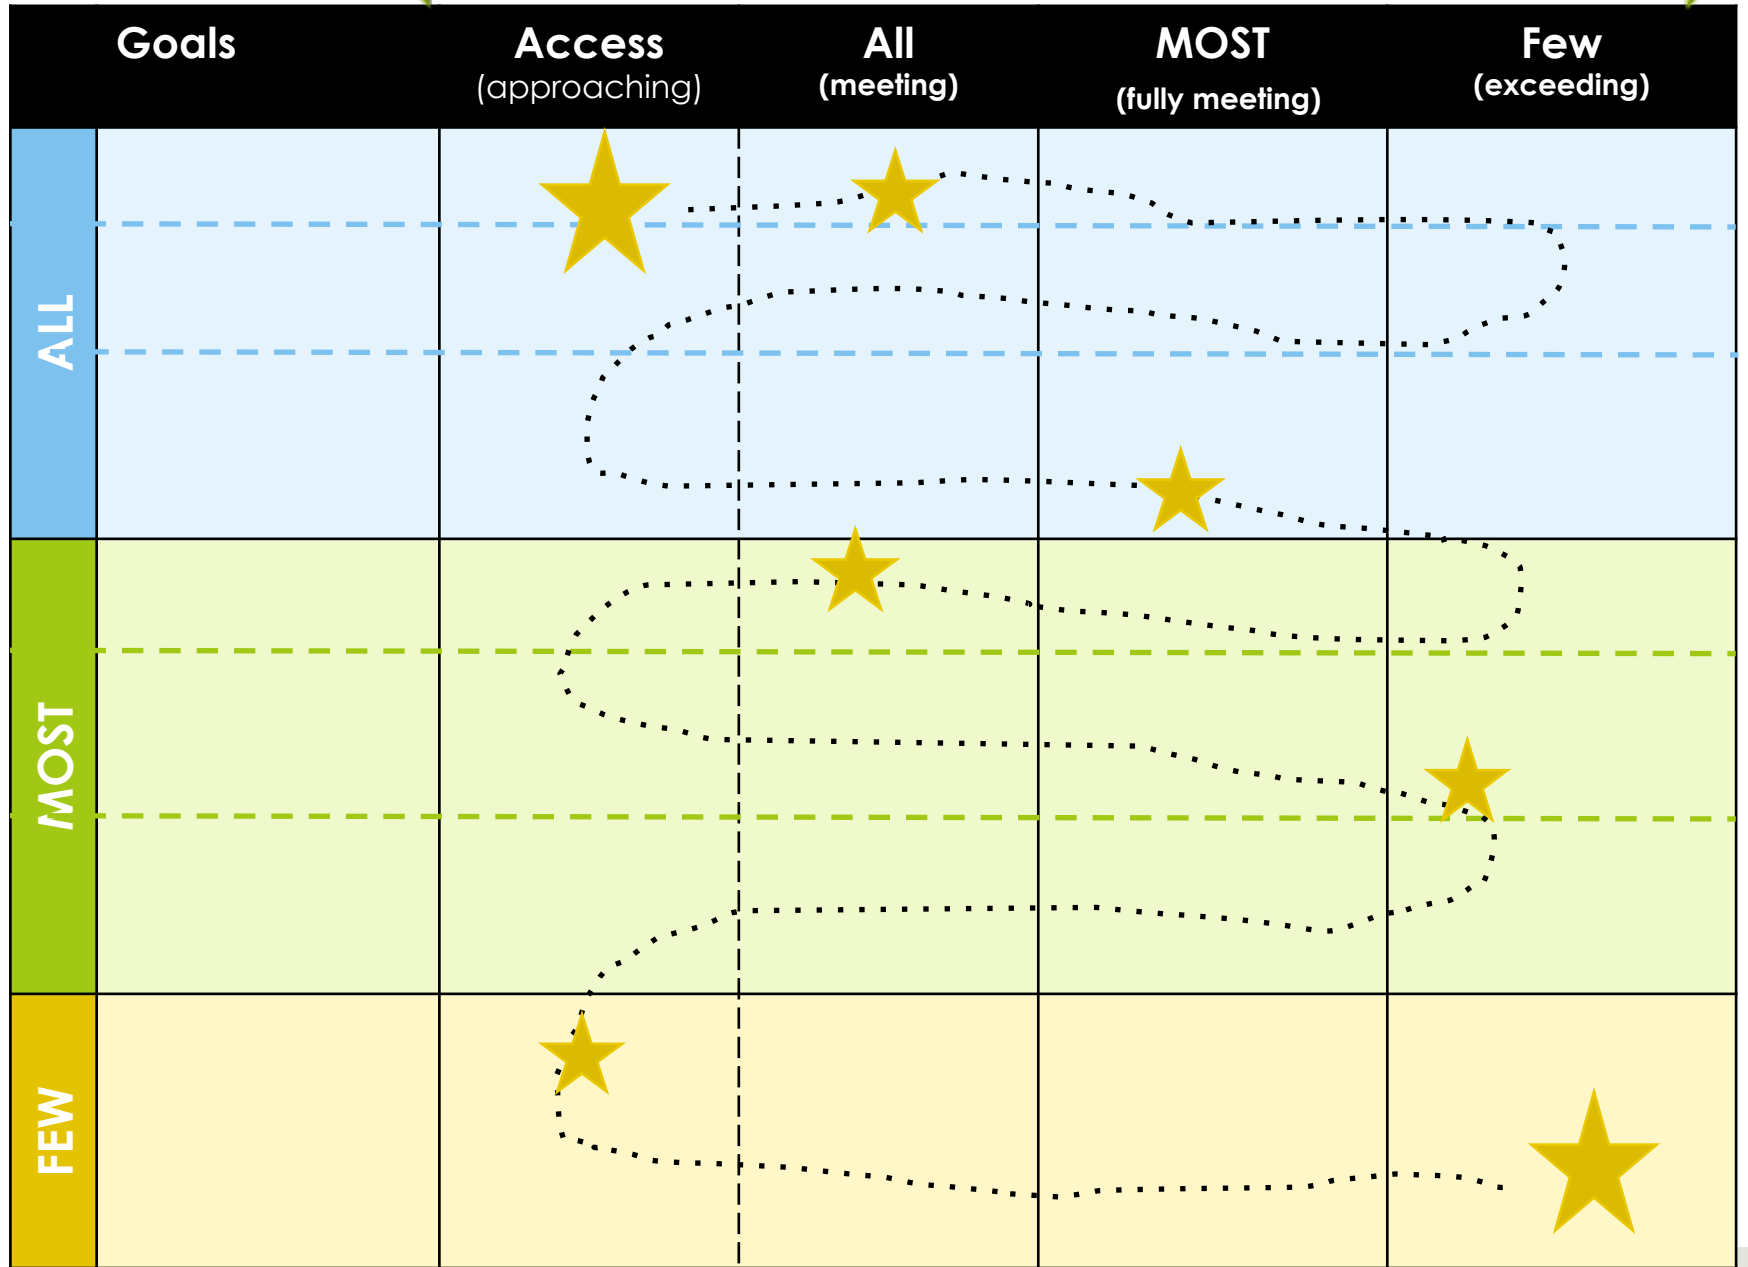 Goals
Access
(approaching)
All
(meeting)
MOST
(fully meeting)
Few
(exceeding)
ALL
MOST
FEW